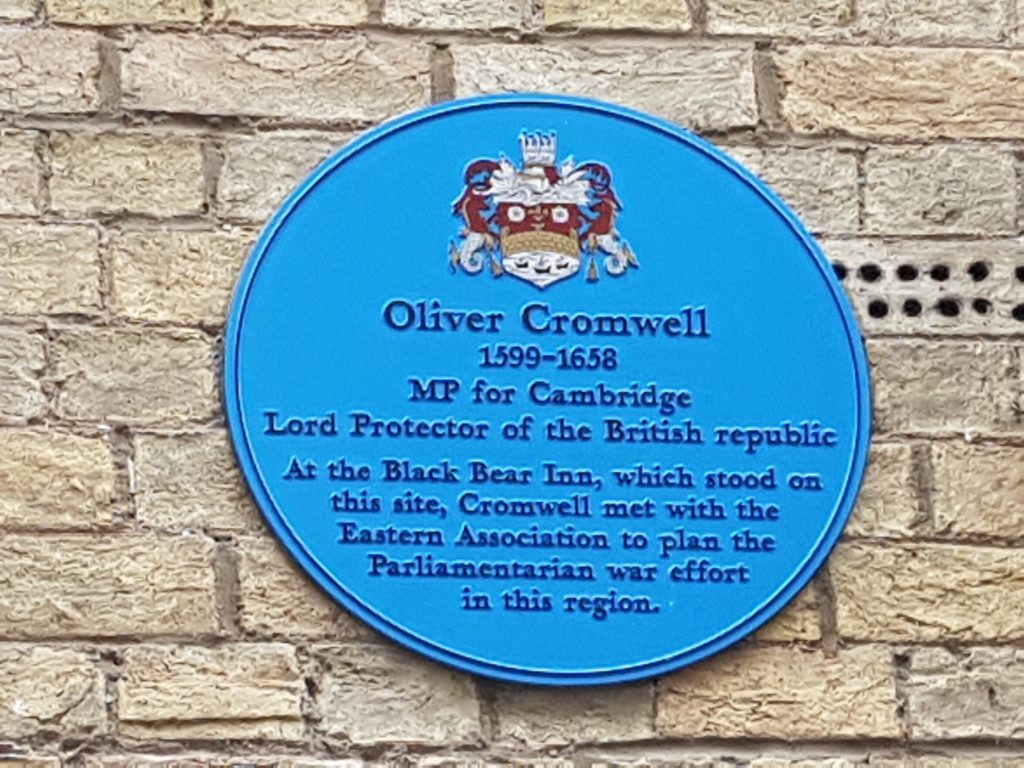 Oliver Cromwell
1599-1658
MP for Cambridge
Lord Protector of the British republic
At the Black Bear Inn, which stood on
this site, Cromwell met with the
Eastern Association to plan the
Parliamentarian war effort
in this region.